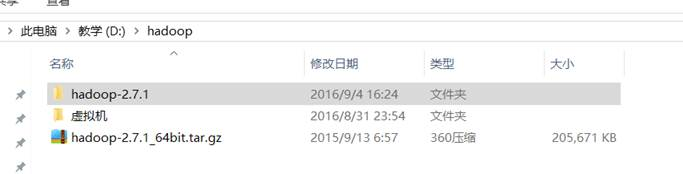 查看
此电脑 > 教学 (D:) > hadoop
名称 修改日期 类型 大小
hadoop-2.7.1 2016/9/4 16:24 文件夹
虚拟机 2016/8/31 23:54 文件夹
hadoop-2.7.1_64bit.tar.gz 2015/9/13 6:57 360压缩 205,671 KB